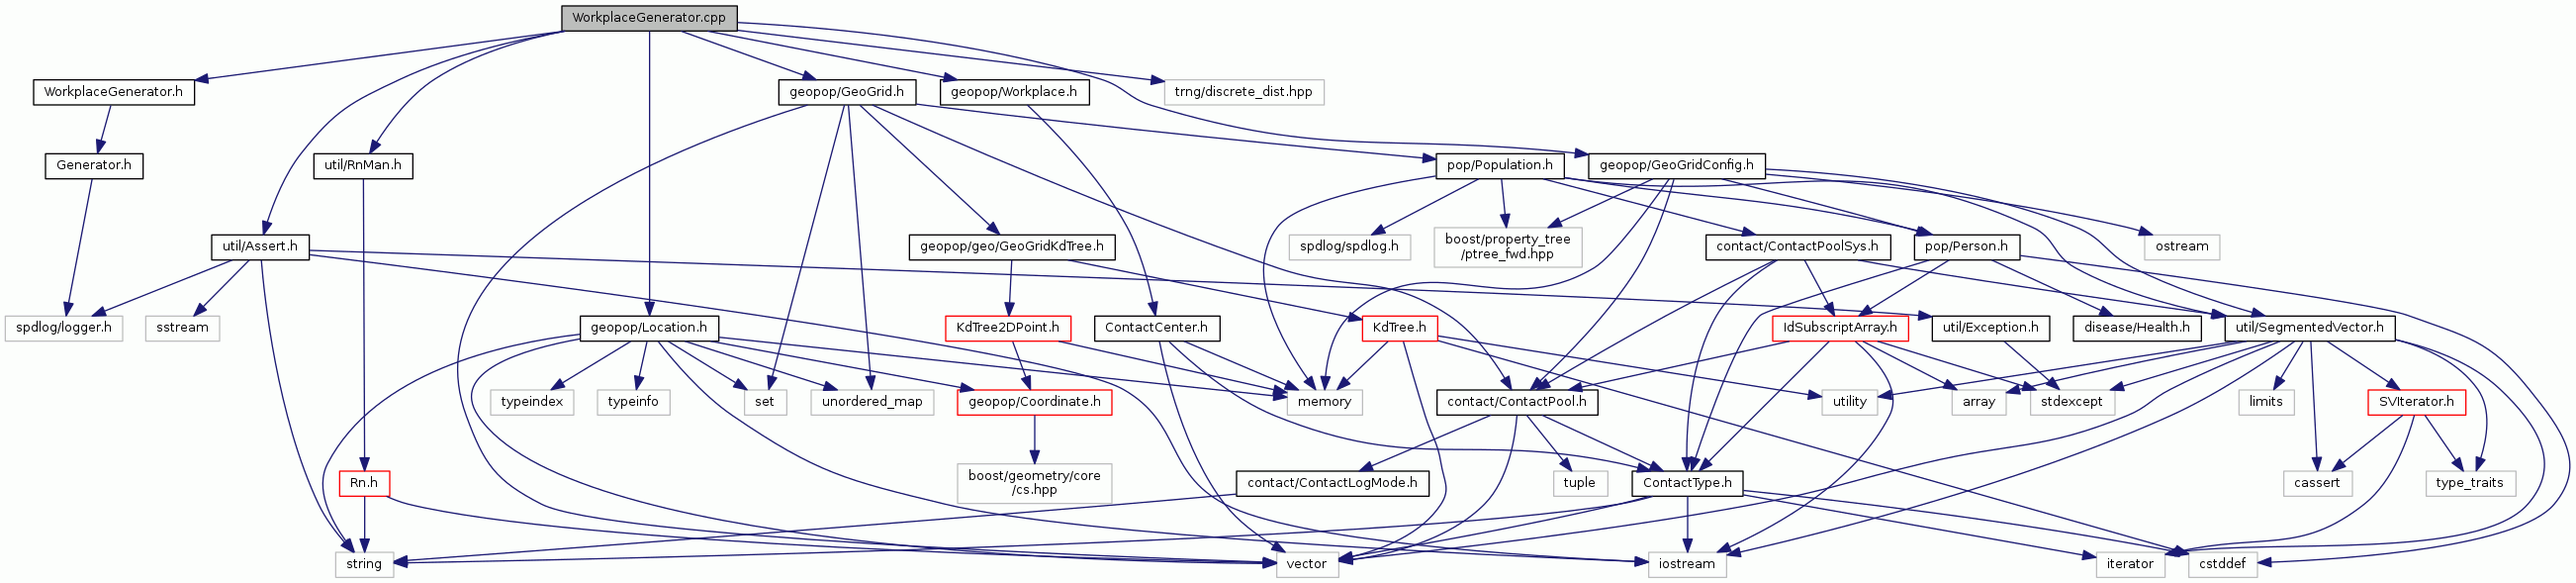 WorkplaceGenerator.cpp
WorkplaceGenerator.h
geopop/GeoGrid.h
geopop/Workplace.h
trng/discrete_dist.hpp
Generator.h
util/RnMan.h
pop/Population.h
geopop/GeoGridConfig.h
util/Assert.h
geopop/geo/GeoGridKdTree.h
spdlog/spdlog.h
boost/property_tree
/ptree_fwd.hpp
contact/ContactPoolSys.h
pop/Person.h
ostream
spdlog/logger.h
sstream
geopop/Location.h
KdTree2DPoint.h
ContactCenter.h
KdTree.h
IdSubscriptArray.h
util/Exception.h
disease/Health.h
util/SegmentedVector.h
typeindex
typeinfo
set
unordered_map
geopop/Coordinate.h
memory
contact/ContactPool.h
utility
array
stdexcept
limits
SVIterator.h
Rn.h
boost/geometry/core
/cs.hpp
contact/ContactLogMode.h
tuple
ContactType.h
cassert
type_traits
string
vector
iostream
iterator
cstddef